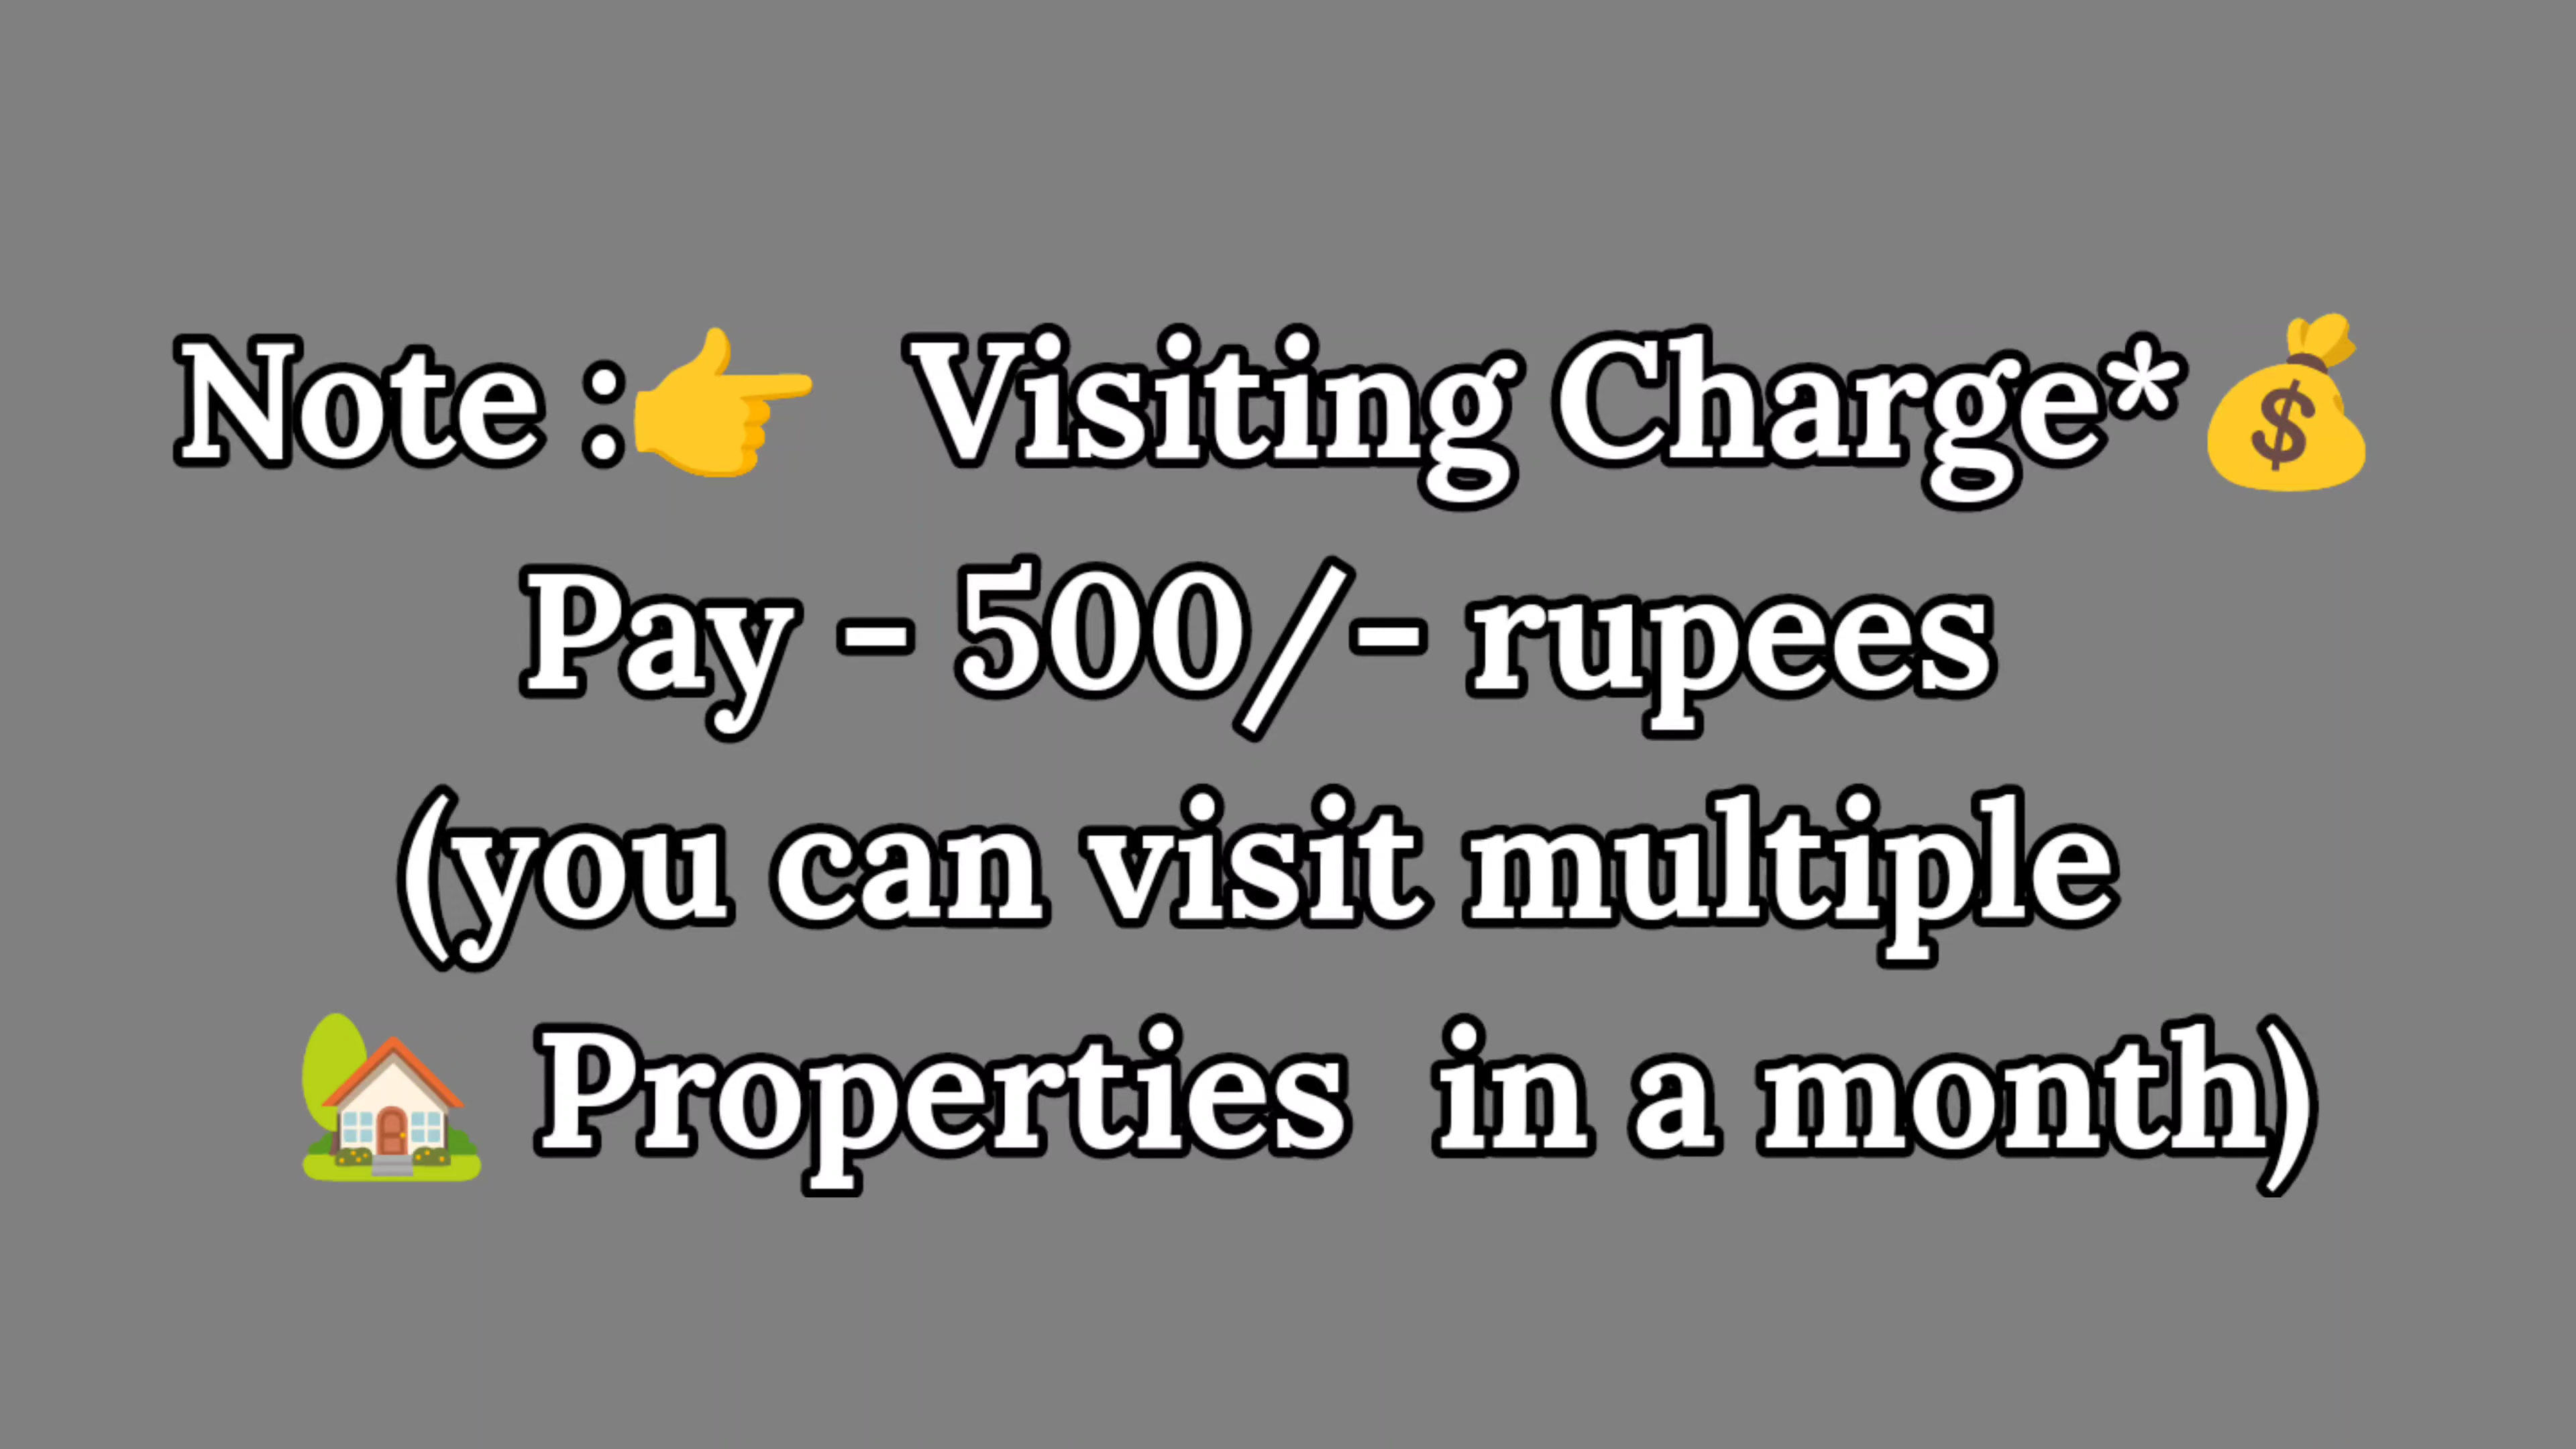 Note :👉 Visiting Charge*💰
Pay - 500/- rupees
(you can visit multiple
🏡 Properties in a month)